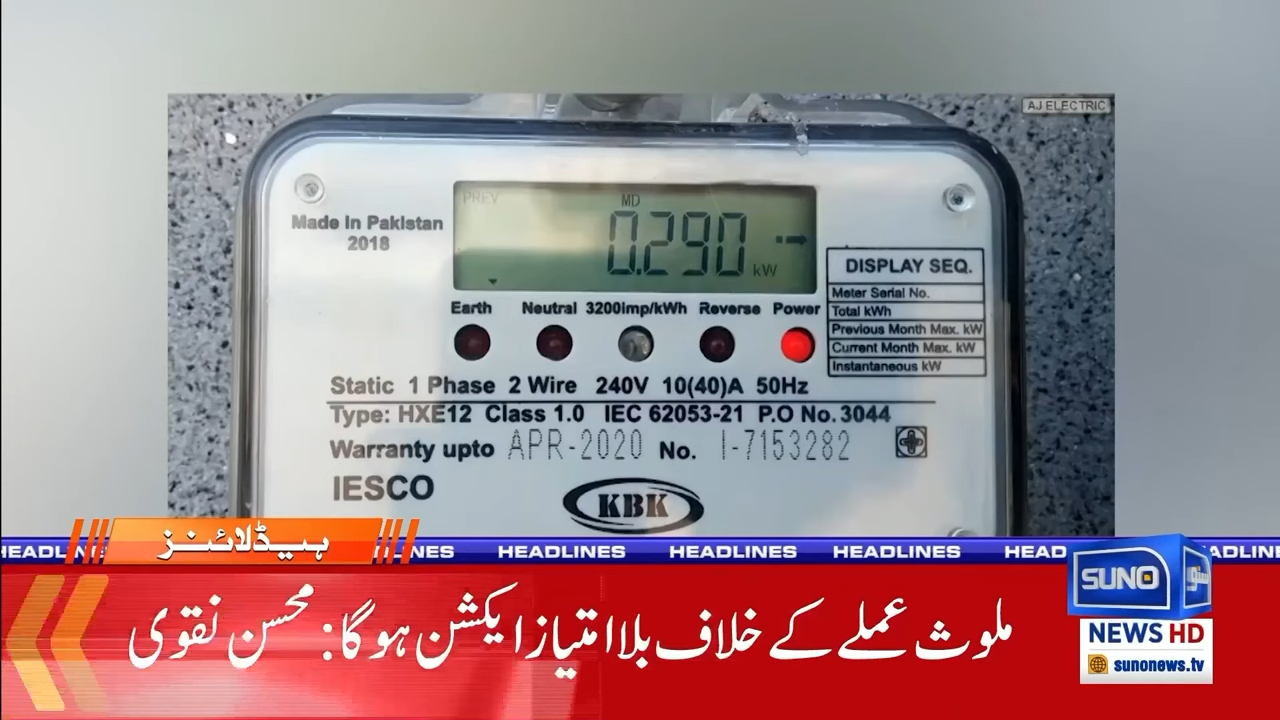 AJ ELECTRIC
Made In Pakistan
2018
PREV MD
0.290 kW
DISPLAY SEQ.
Meter Serial No.
Total kWh
Previous Month Max. kW
Current Month Max. kW
Instantaneous kW
Earth Neutral 3200imp/kWh Reverse Power
Static 1 Phase 2 Wire 240V 10(40)A 50Hz
Type: HXE12 Class 1.0 IEC 62053-21 P.O No. 3044
Warranty upto APR-2020 No. I-7153282
IESCO
KBK
ہیڈلائنز
HEADLINES HEADLINES HEADLINES HEADLINES
ملوث عملے کے خلاف بلاامتیاز ایکشن ہو گا: محسن نقوی
SUNO سنو
NEWS HD
sunonews.tv